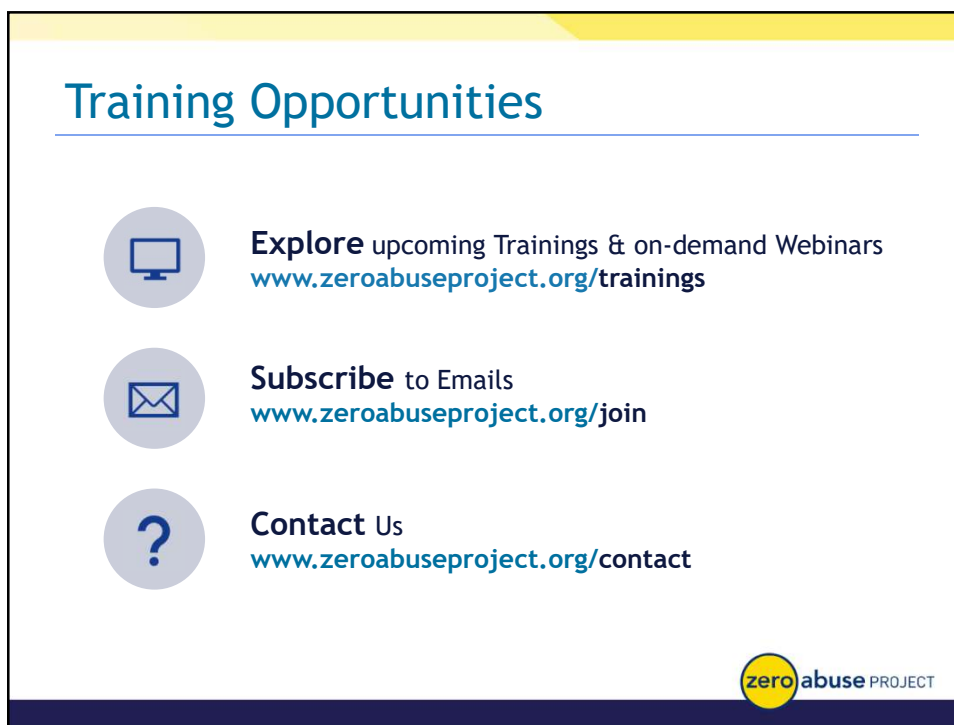 Training Opportunities
Explore upcoming Trainings & on-demand Webinars
www.zeroabuseproject.org/trainings
Subscribe to Emails
www.zeroabuseproject.org/join
?
Contact Us
www.zeroabuseproject.org/contact
zero abuse PROJECT